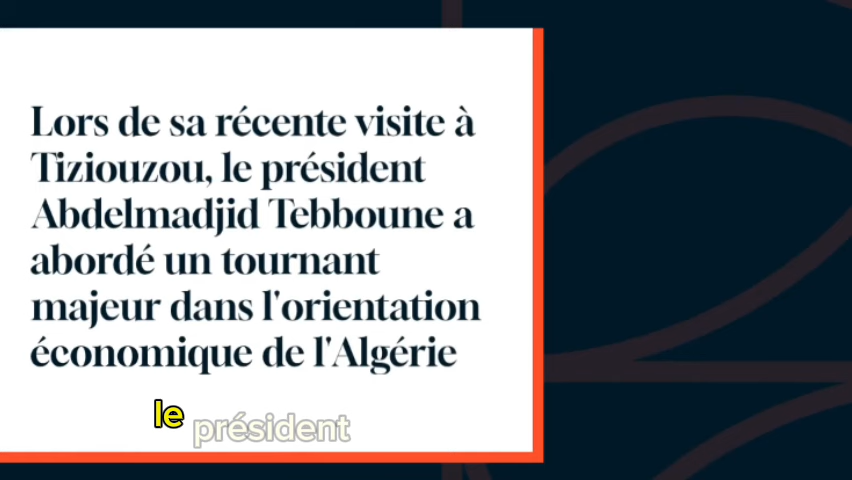 Lors de sa récente visite à
Tiziouzou, le président
Abdelmadjid Tebboune a
abordé un tournant
majeur dans l'orientation
économique de l'Algérie
le président